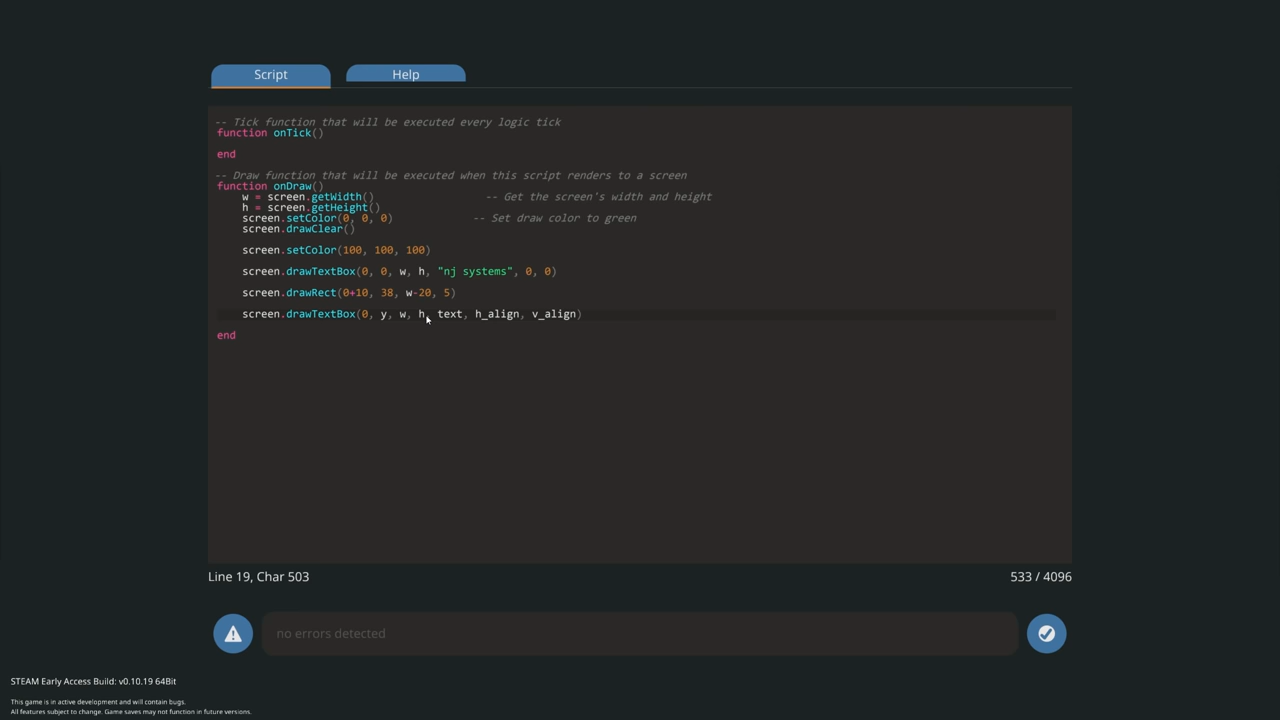 Script
Help
-- Tick function that will be executed every logic tick
function onTick()
end
-- Draw function that will be executed when this script renders to a screen
function onDraw()
w = screen.getWidth() -- Get the screen's width and height
h = screen.getHeight()
screen.setColor(0, 0, 0) -- Set draw color to green
screen.drawClear()
screen.setColor(100, 100, 100)
screen.drawTextBox(0, 0, w, h, "nj systems", 0, 0)
screen.drawRect(0+10, 38, w-20, 5)
screen.drawTextBox(0, y, w, h, text, h_align, v_align)
end
Line 19, Char 503
533 / 4096
no errors detected
STEAM Early Access Build: v0.10.19 64Bit
This game is in active development and will contain bugs.
All features subject to change. Game saves may not function in future versions.